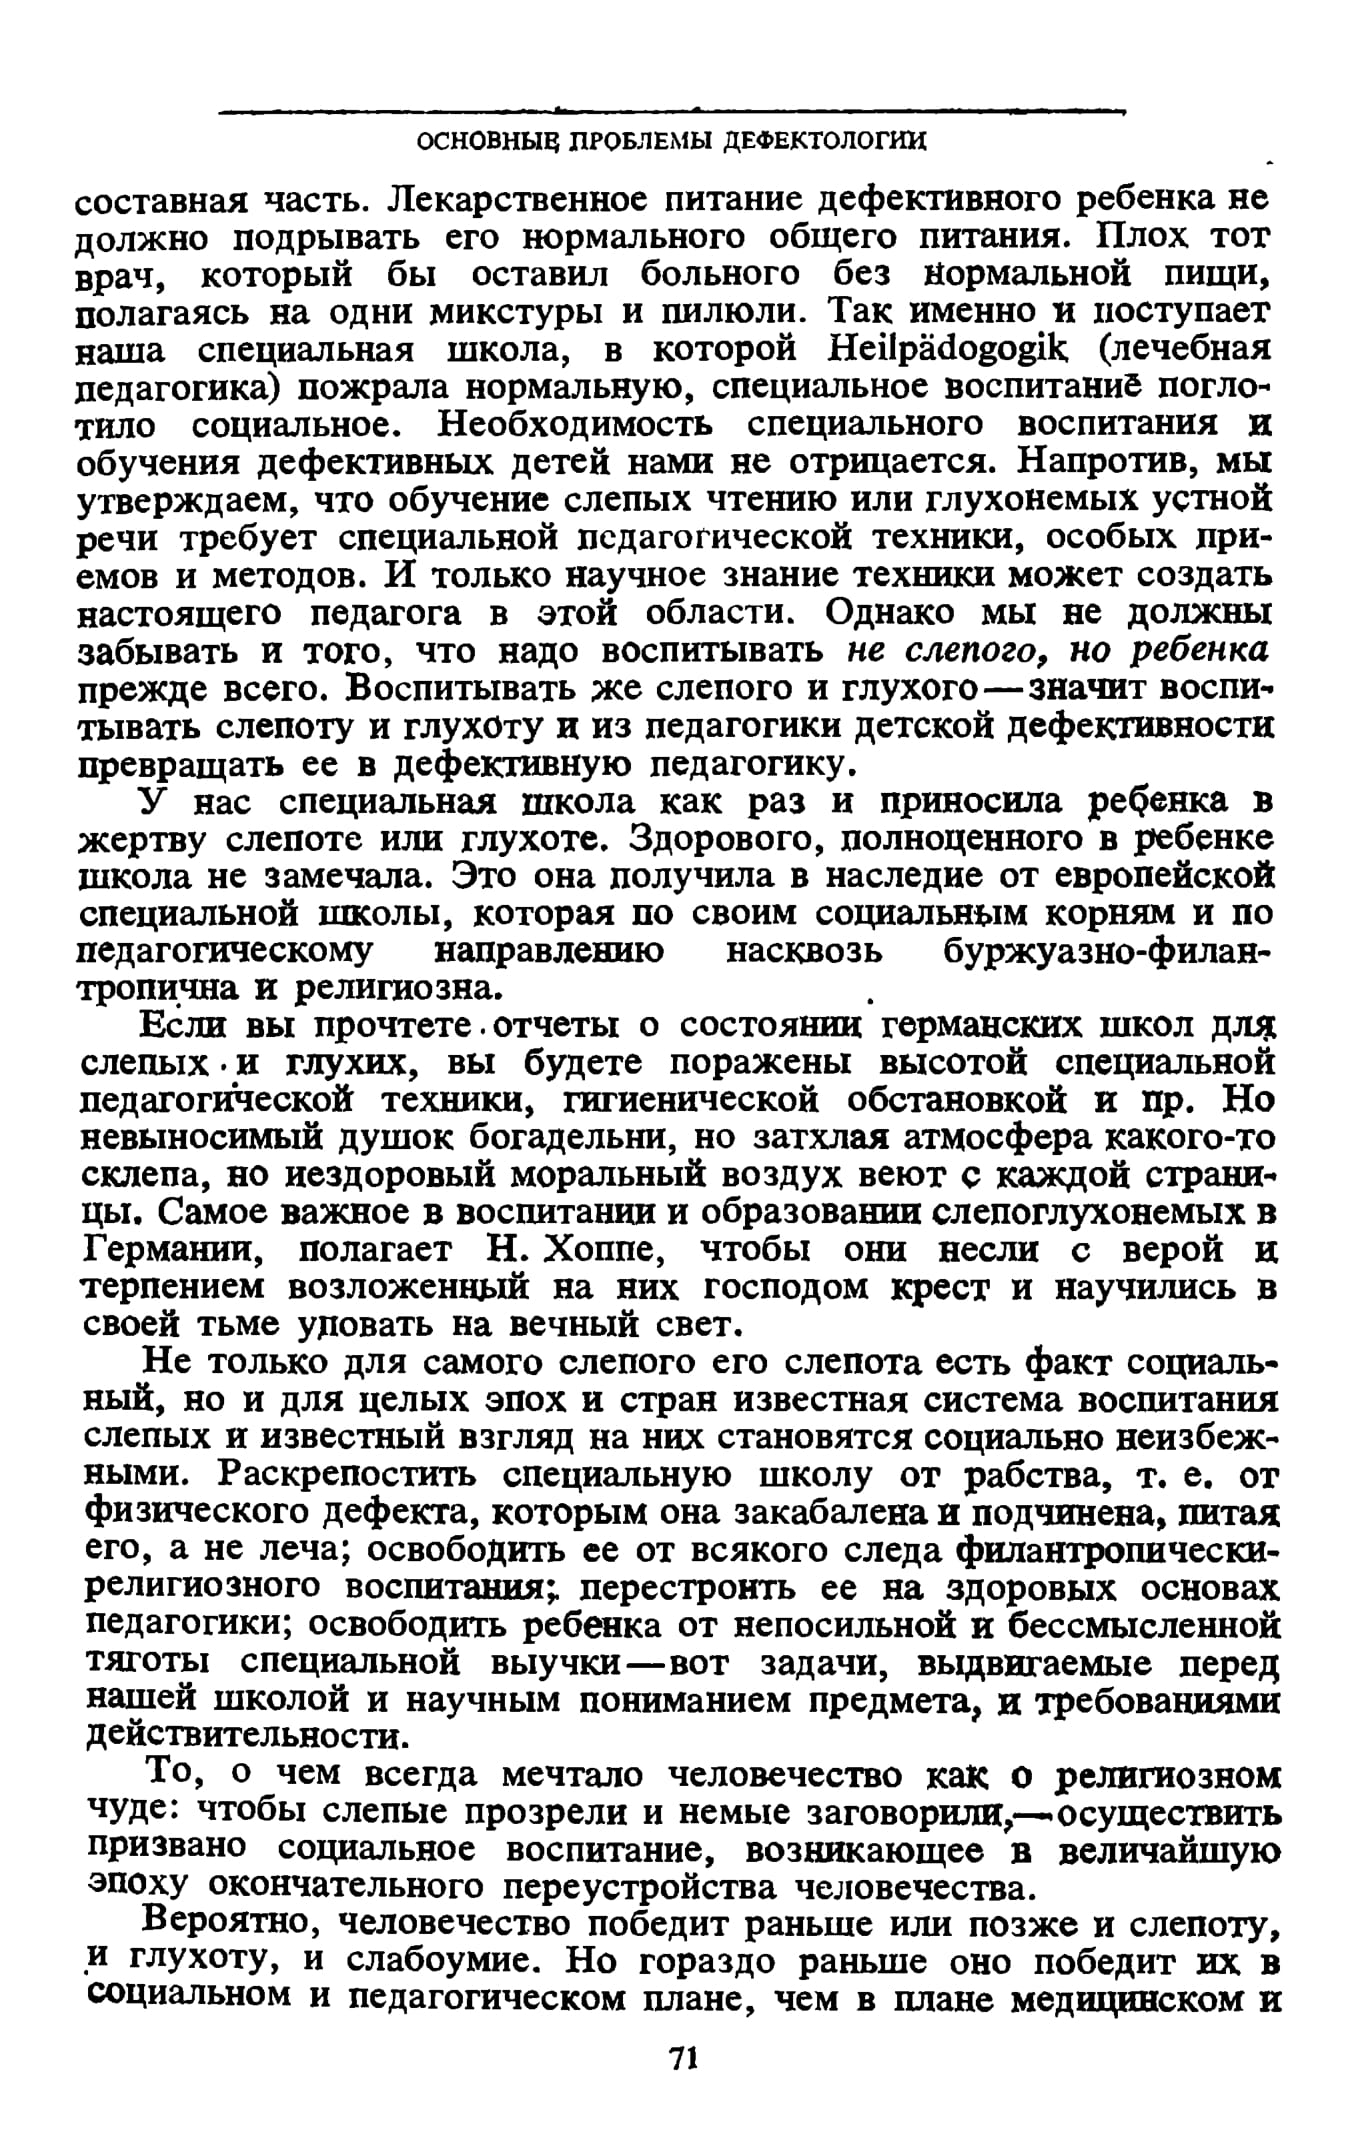 ОСНОВНЫЕ ПРОБЛЕМЫ ДЕФЕКТОЛОГИИ
составная часть. Лекарственное питание дефективного ребенка не
должно подрывать его нормального общего питания. Плох тот
врач, который бы оставил больного без нормальной пищи,
полагаясь на одни микстуры и пилюли. Так именно и поступает
наша специальная школа, в которой Heilpädogogik (лечебная
педагогика) пожрала нормальную, специальное воспитание погло-
тило социальное. Необходимость специального воспитания и
обучения дефективных детей нами не отрицается. Напротив, мы
утверждаем, что обучение слепых чтению или глухонемых устной
речи требует специальной педагогической техники, особых при-
емов и методов. И только научное знание техники может создать
настоящего педагога в этой области. Однако мы не должны
забывать и того, что надо воспитывать не слепого, но ребенка
прежде всего. Воспитывать же слепого и глухого—значит воспи-
тывать слепоту и глухоту и из педагогики детской дефективности
превращать ее в дефективную педагогику.
У нас специальная школа как раз и приносила ребенка в
жертву слепоте или глухоте. Здорового, полноценного в ребенке
школа не замечала. Это она получила в наследие от европейской
специальной школы, которая по своим социальным корням и по
педагогическому направлению насквозь буржуазно-филан-
тропична и религиозна.
Если вы прочтете отчеты о состоянии германских школ для
слепых и глухих, вы будете поражены высотой специальной
педагогической техники, гигиенической обстановкой и пр. Но
невыносимый душок богадельни, но затхлая атмосфера какого-то
склепа, но нездоровый моральный воздух веют с каждой страни-
цы. Самое важное в воспитании и образовании слепоглухонемых в
Германии, полагает Н. Хоппе, чтобы они несли с верой и
терпением возложенный на них господом крест и научились в
своей тьме уповать на вечный свет.
Не только для самого слепого его слепота есть факт социаль-
ный, но и для целых эпох и стран известная система воспитания
слепых и известный взгляд на них становятся социально неизбеж-
ными. Раскрепостить специальную школу от рабства, т. е. от
физического дефекта, которым она закабалена и подчинена, питая
его, а не леча; освободить ее от всякого следа филантропически-
религиозного воспитания; перестроить ее на здоровых основах
педагогики; освободить ребенка от непосильной и бессмысленной
тяготы специальной выучки—вот задачи, выдвигаемые перед
нашей школой и научным пониманием предмета, и требованиями
действительности.
То, о чем всегда мечтало человечество как о религиозном
чуде: чтобы слепые прозрели и немые заговорили,—осуществить
призвано социальное воспитание, возникающее в величайшую
эпоху окончательного переустройства человечества.
Вероятно, человечество победит раньше или позже и слепоту,
и глухоту, и слабоумие. Но гораздо раньше оно победит их в
социальном и педагогическом плане, чем в плане медицинском и
71